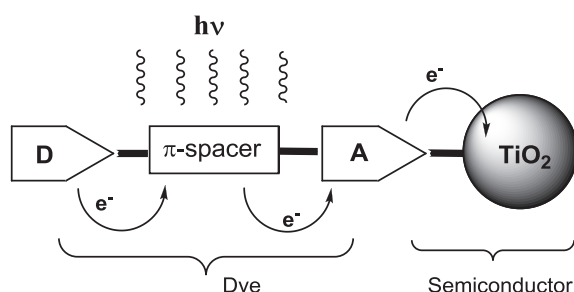 hν
e-
D π-spacer A TiO2
e- e-
Dye Semiconductor